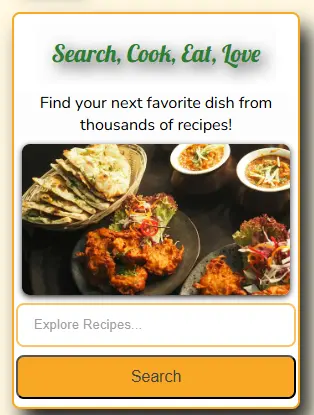 Search, Cook, Eat, Love
Find your next favorite dish from
thousands of recipes!
Explore Recipes...
Search